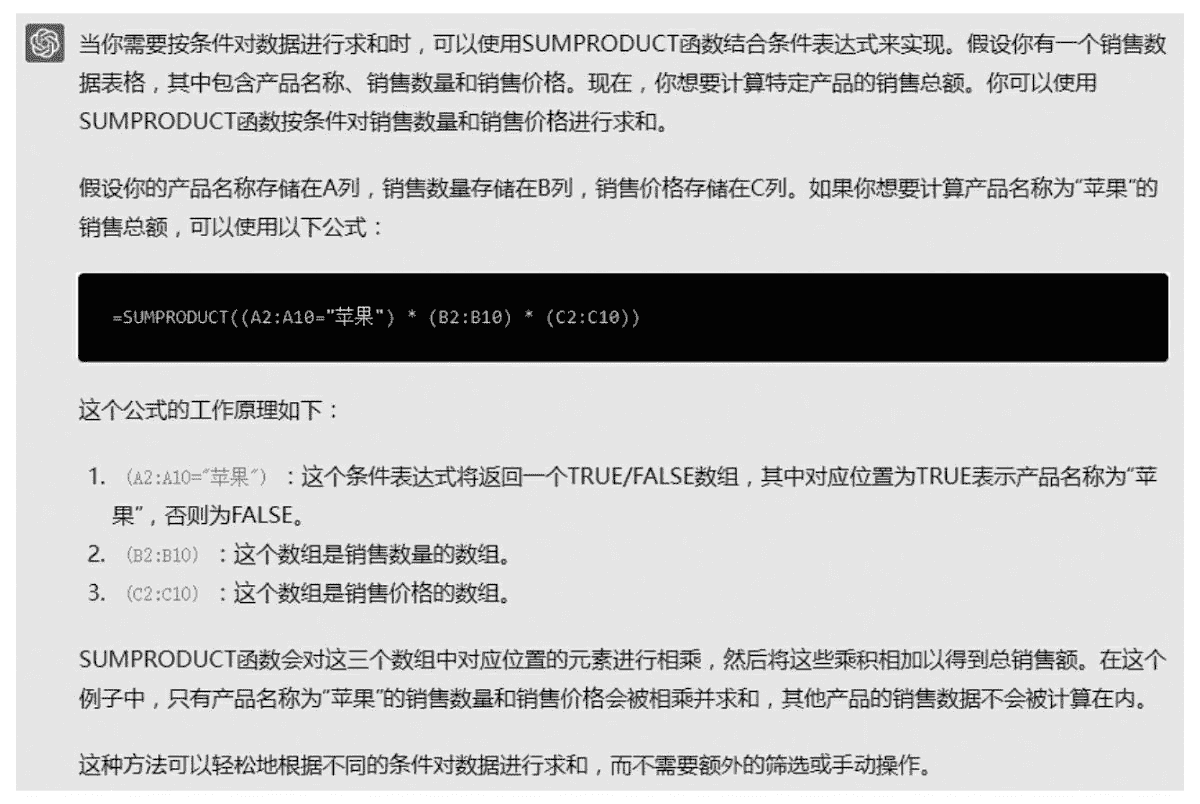 当你需要按条件对数据进行求和时，可以使用SUMPRODUCT函数结合条件表达式来实现。假设你有一个销售数
据表格，其中包含产品名称、销售数量和销售价格。现在，你想要计算特定产品的销售总额。你可以使用
SUMPRODUCT函数按条件对销售数量和销售价格进行求和。
假设你的产品名称存储在A列，销售数量存储在B列，销售价格存储在C列。如果你想要计算产品名称为“苹果”的
销售总额，可以使用以下公式：
=SUMPRODUCT((A2:A10="苹果") * (B2:B10) * (C2:C10))
这个公式的工作原理如下：
1. (A2:A10="苹果")：这个条件表达式将返回一个TRUE/FALSE数组，其中对应位置为TRUE表示产品名称为“苹
果”，否则为FALSE。
2. (B2:B10)：这个数组是销售数量的数组。
3. (C2:C10)：这个数组是销售价格的数组。
SUMPRODUCT函数会对这三个数组中对应位置的元素进行相乘，然后将这些乘积相加以得到总销售额。在这个
例子中，只有产品名称为“苹果”的销售数量和销售价格会被相乘并求和，其他产品的销售数据不会被计算在内。
这种方法可以轻松地根据不同的条件对数据进行求和，而不需要额外的筛选或手动操作。